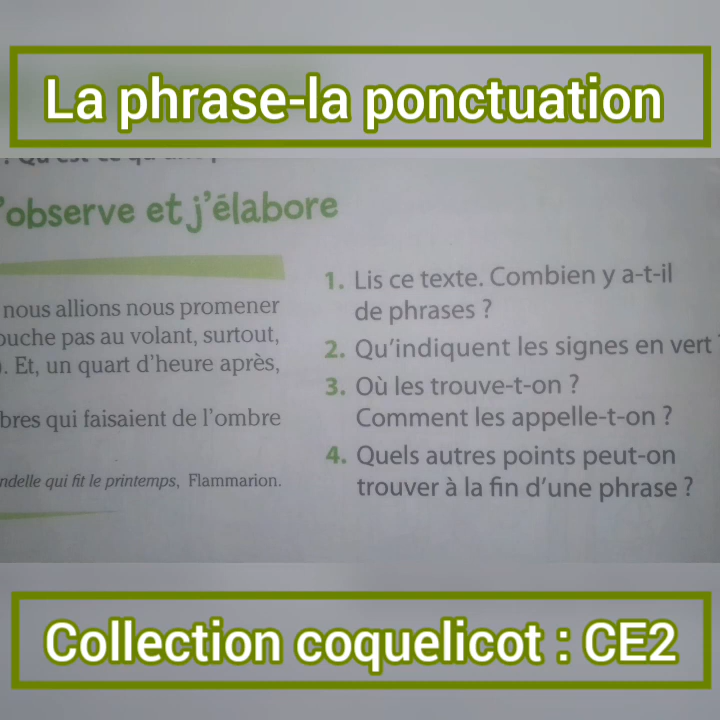 La phrase-la ponctuation
'observe et j'élabore
nous allions nous promener
ouche pas au volant, surtout,
. Et, un quart d'heure après,
bres qui faisaient de l'ombre
ndelle qui fit le printemps, Flammarion.
1. Lis ce texte. Combien y a-t-il
de phrases ?
2. Qu'indiquent les signes en vert ?
3. Où les trouve-t-on ?
Comment les appelle-t-on ?
4. Quels autres points peut-on
trouver à la fin d'une phrase ?
Collection coquelicot : CE2